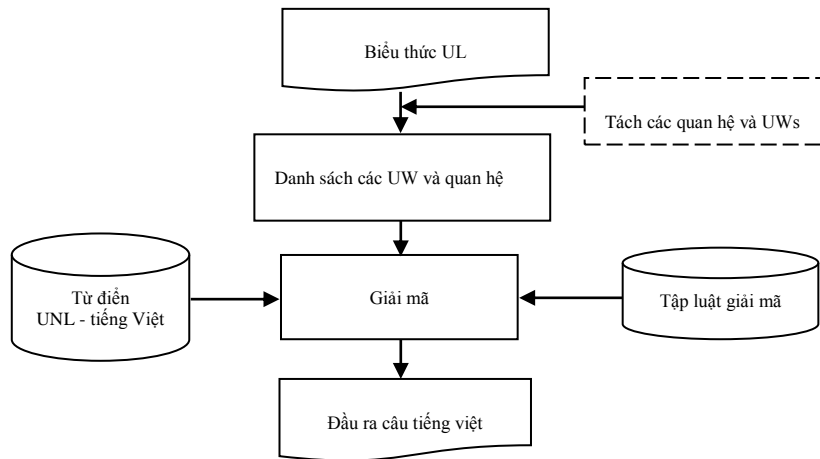 Biểu thức UL
Tách các quan hệ và UWs
Danh sách các UW và quan hệ
Từ điển
UNL - tiếng Việt
Giải mã
Tập luật giải mã
Đầu ra câu tiếng việt